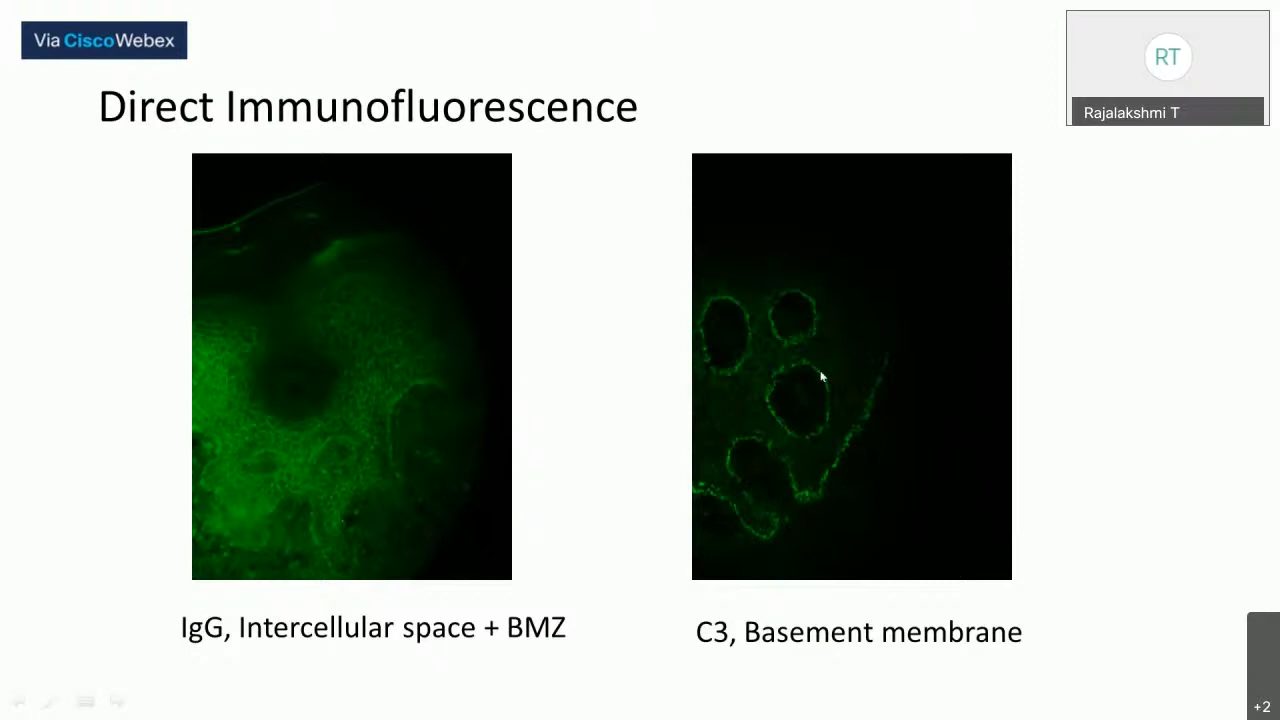 Via Cisco Webex
RT
Rajalakshmi T
Direct Immunofluorescence
IgG, Intercellular space + BMZ
C3, Basement membrane
+2